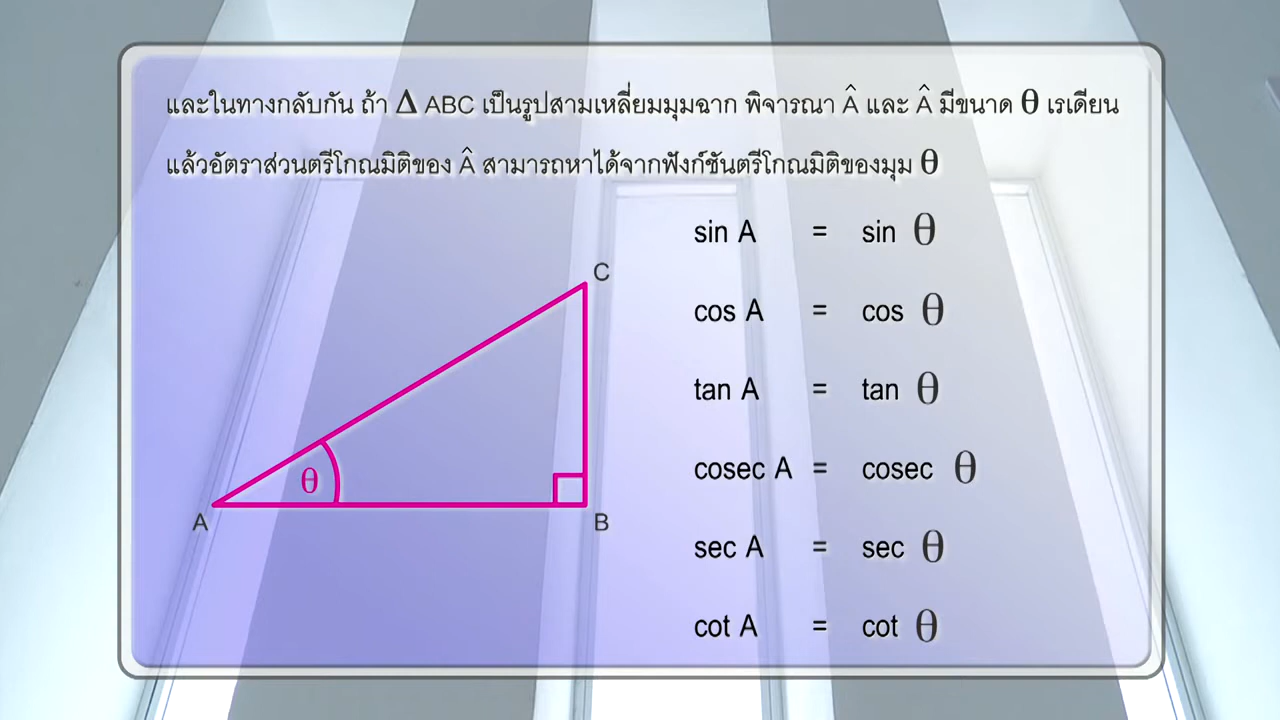 และในทางกลับกัน ถ้า Δ ABC เป็นรูปสามเหลี่ยมมุมฉาก พิจารณา Â และ Â มีขนาด θ เรเดียน
แล้วอัตราส่วนตรีโกณมิติของ Â สามารถหาได้จากฟังก์ชันตรีโกณมิติของมุม θ
sin A = sin θ
C
cos A = cos θ
tan A = tan θ
cosec A = cosec θ
θ
A
B
sec A = sec θ
cot A = cot θ